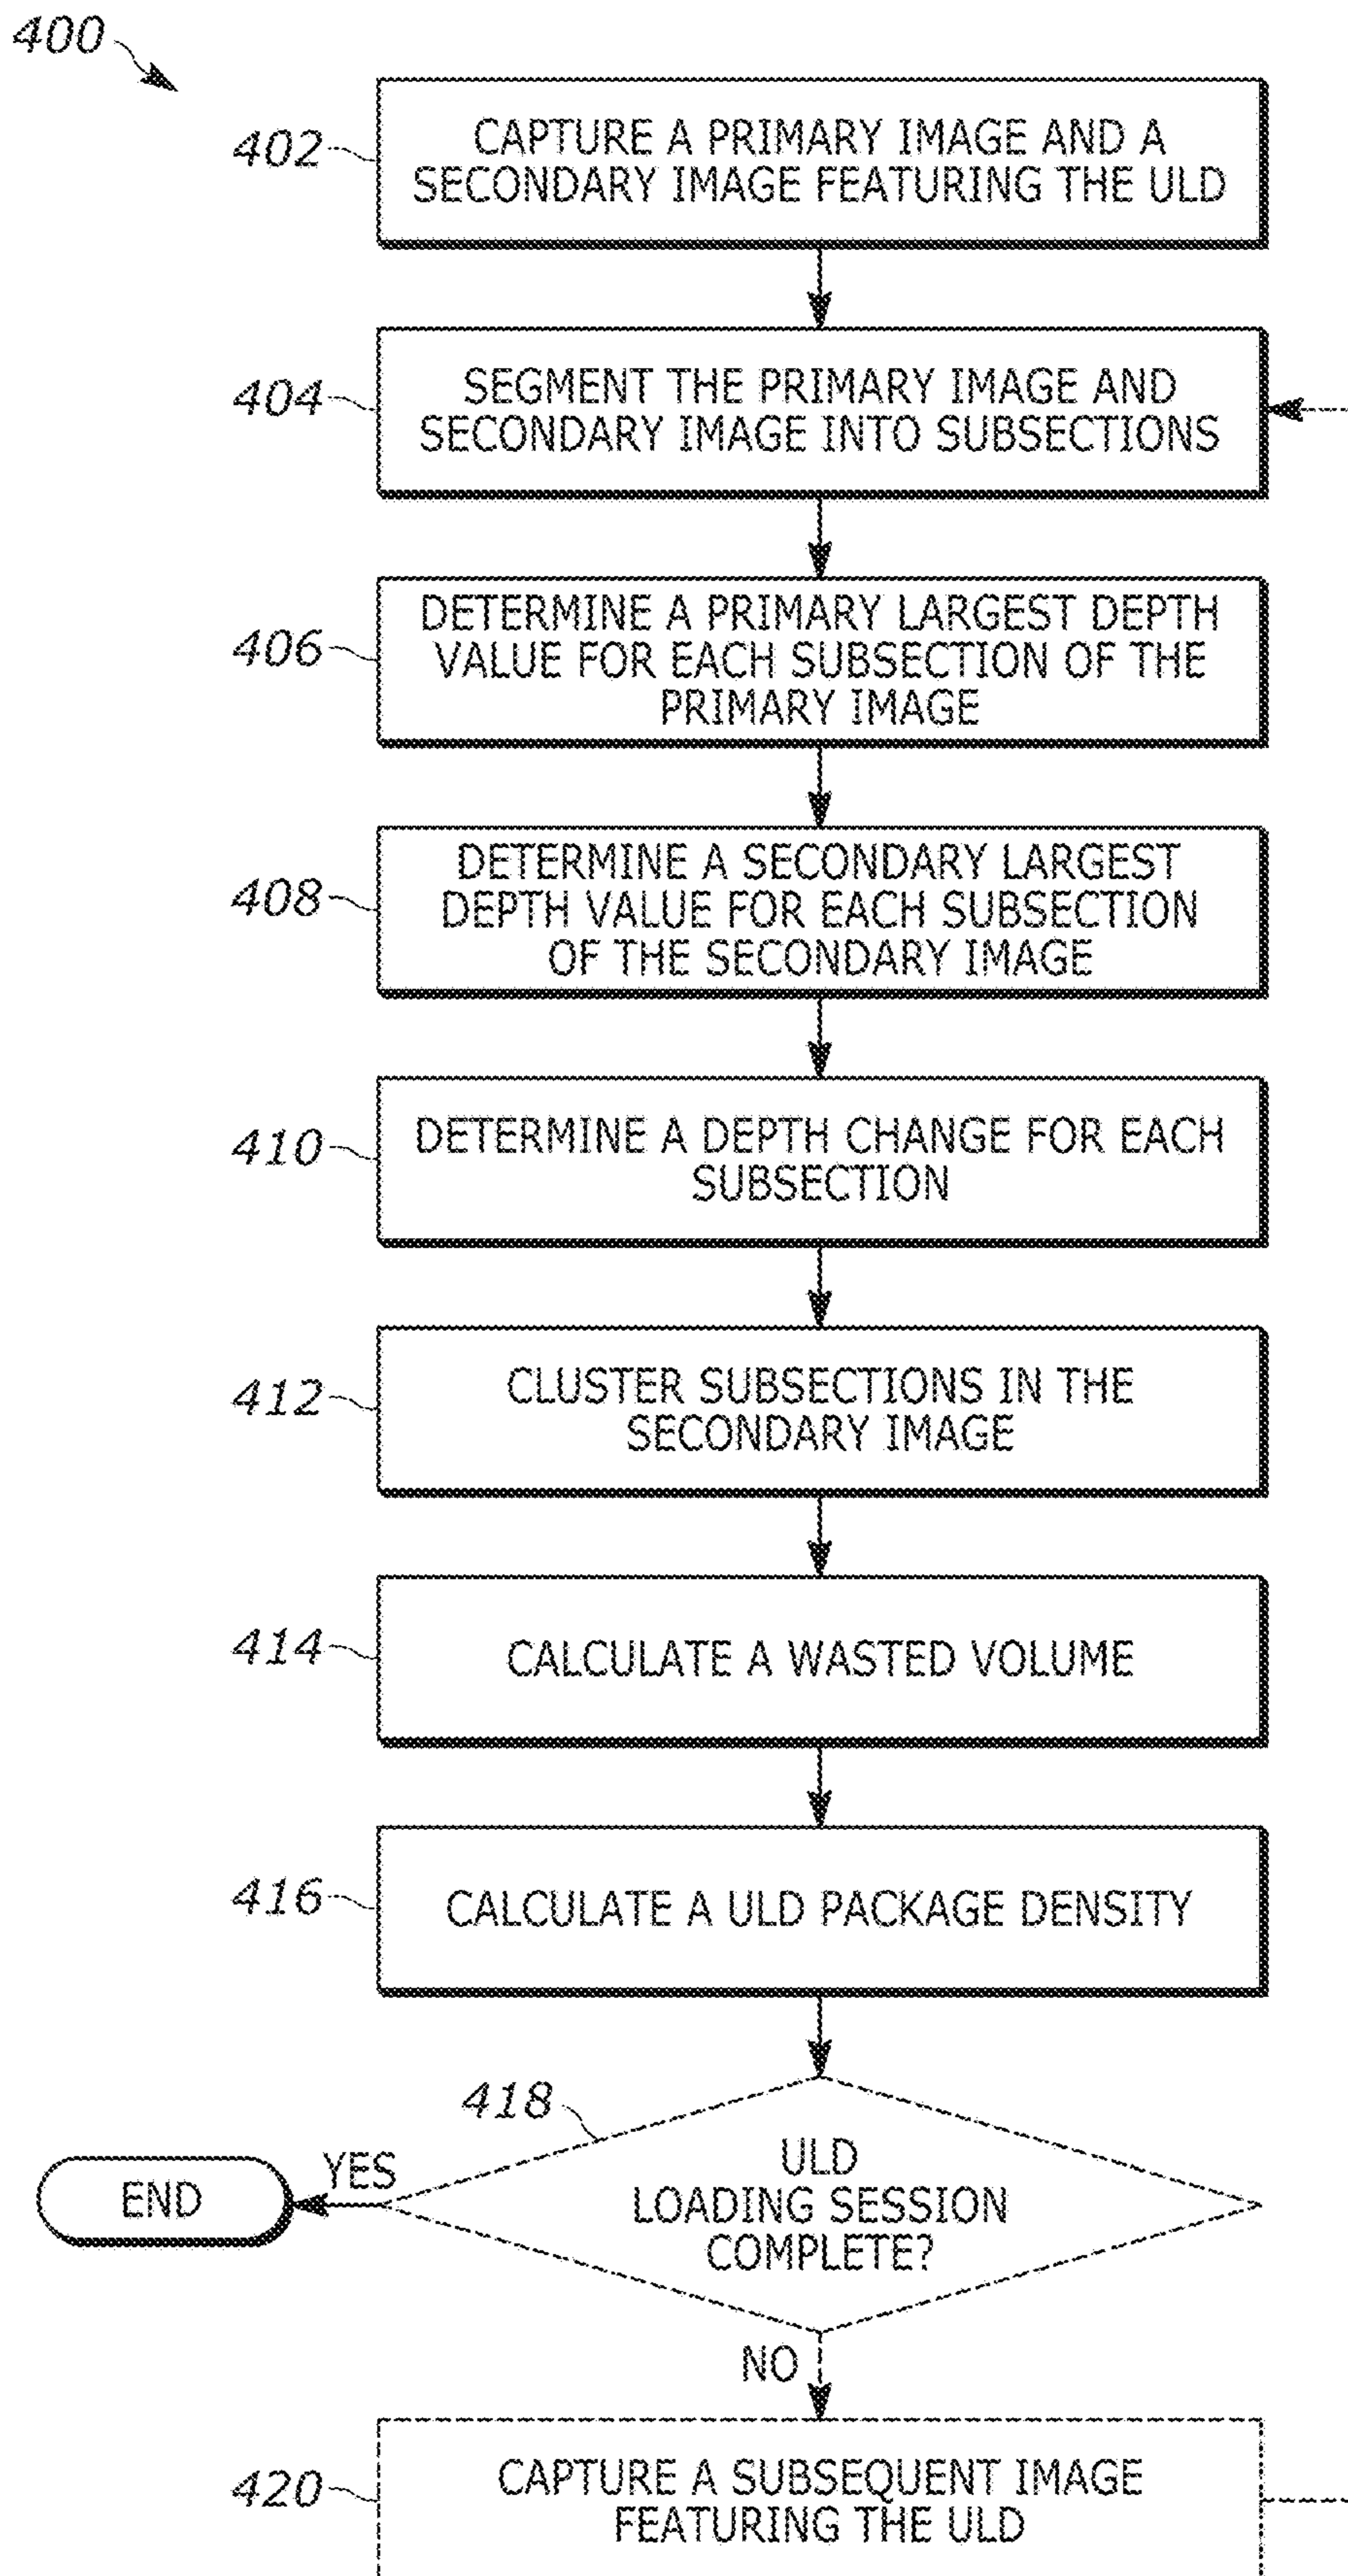 400
402
CAPTURE A PRIMARY IMAGE AND A
SECONDARY IMAGE FEATURING THE ULD
404
SEGMENT THE PRIMARY IMAGE AND
SECONDARY IMAGE INTO SUBSECTIONS
406
DETERMINE A PRIMARY LARGEST DEPTH
VALUE FOR EACH SUBSECTION OF THE
PRIMARY IMAGE
408
DETERMINE A SECONDARY LARGEST
DEPTH VALUE FOR EACH SUBSECTION
OF THE SECONDARY IMAGE
410
DETERMINE A DEPTH CHANGE FOR EACH
SUBSECTION
412
CLUSTER SUBSECTIONS IN THE
SECONDARY IMAGE
414
CALCULATE A WASTED VOLUME
416
CALCULATE A ULD PACKAGE DENSITY
418
ULD
LOADING SESSION
COMPLETE?
YES
END
NO
420
CAPTURE A SUBSEQUENT IMAGE
FEATURING THE ULD